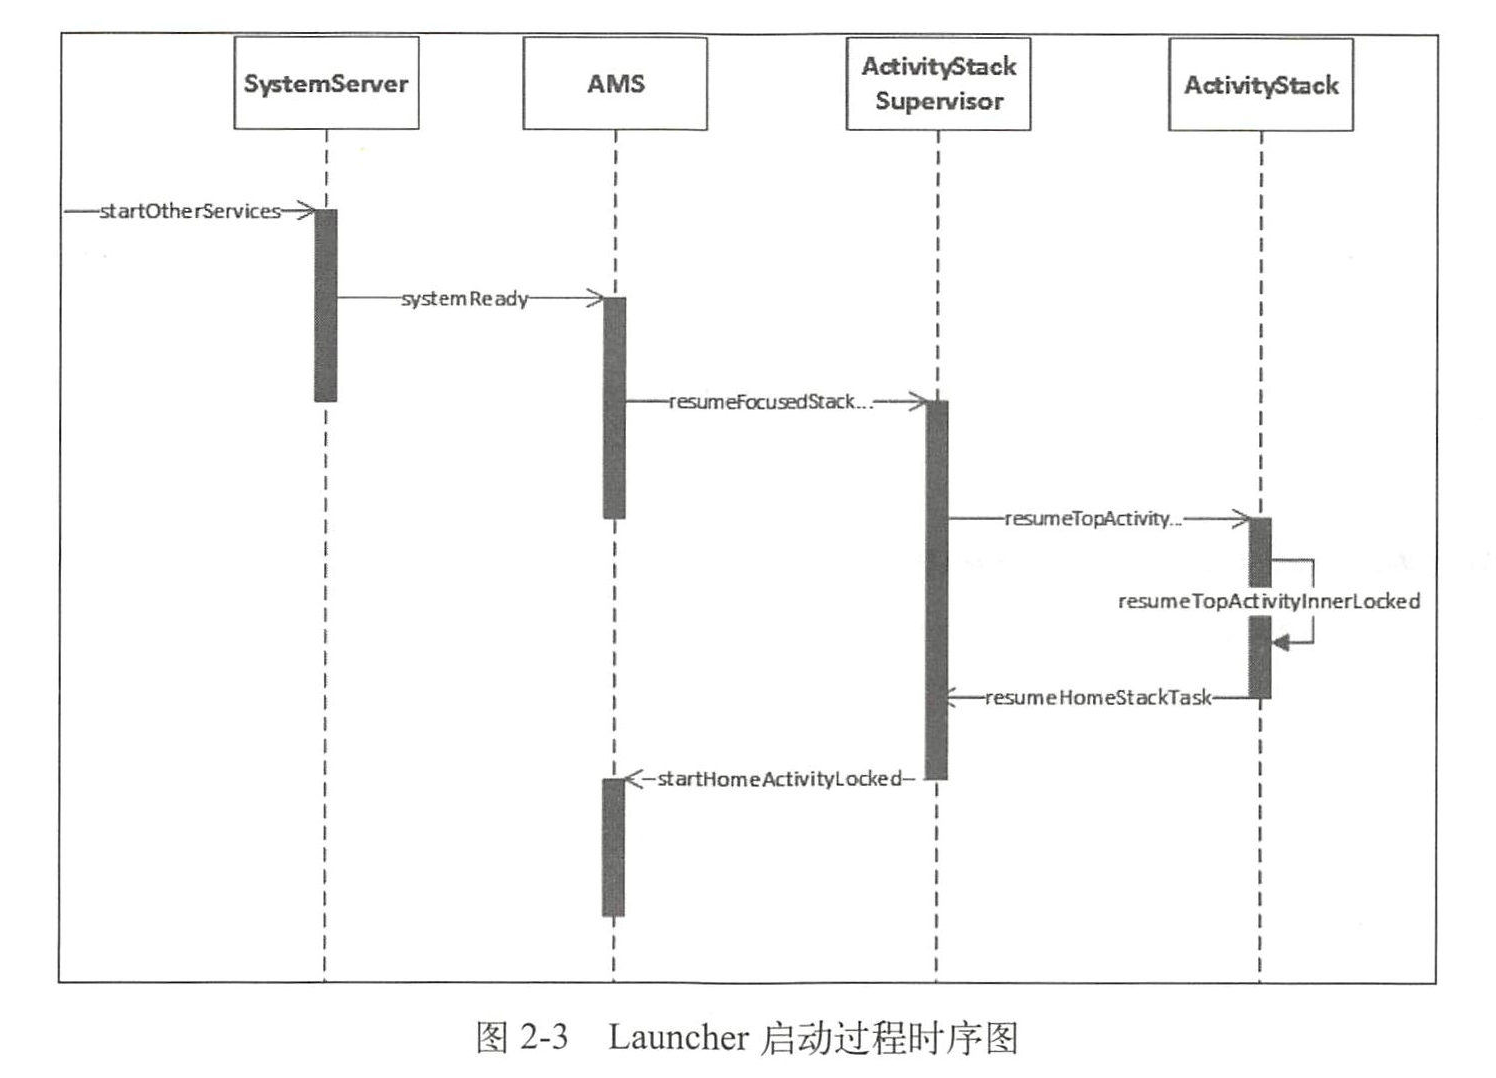 SystemServer
AMS
ActivityStack
Supervisor
ActivityStack
startOtherServices
systemReady
resumeFocusedStack...
resumeTopActivity...
resumeTopActivityInnerLocked
resumeHomeStackTask
startHomeActivityLocked
图 2-3 Launcher 启动过程时序图